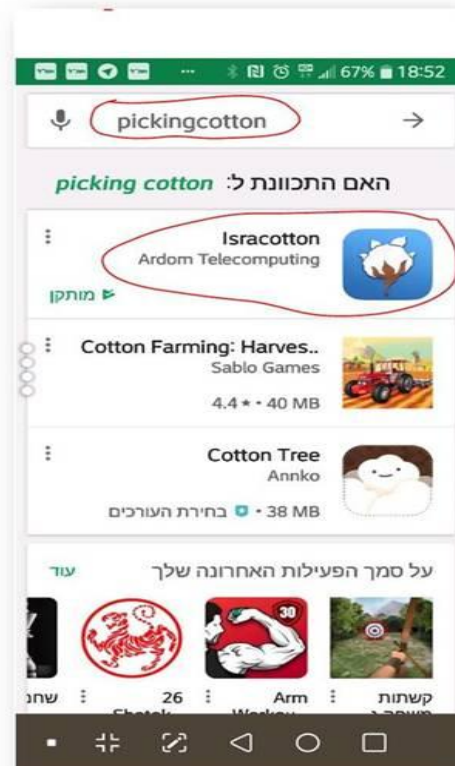 67% 18:52
pickingcotton
האם התכוונת ל: picking cotton
Isracotton
Ardom Telecomputing
מותקן
Cotton Farming: Harves..
Sablo Games
4.4 ★ • 40 MB
Cotton Tree
Annko
38 MB • בחירת העורכים
על סמך הפעילות האחרונה שלך
עוד
30
קשתות
Arm
26
שחמ